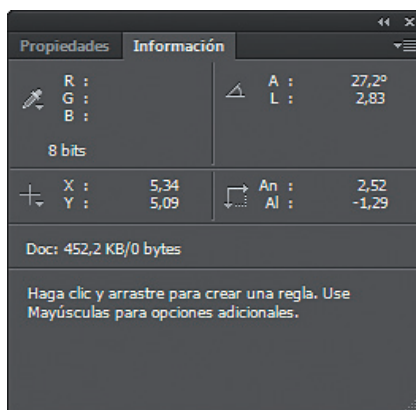 Propiedades Información
R :
G :
B :
8 bits
A : 27,2º
L : 2,83
X : 5,34
Y : 5,09
An : 2,52
Al : -1,29
Doc: 452,2 KB/0 bytes
Haga clic y arrastre para crear una regla. Use
Mayúsculas para opciones adicionales.